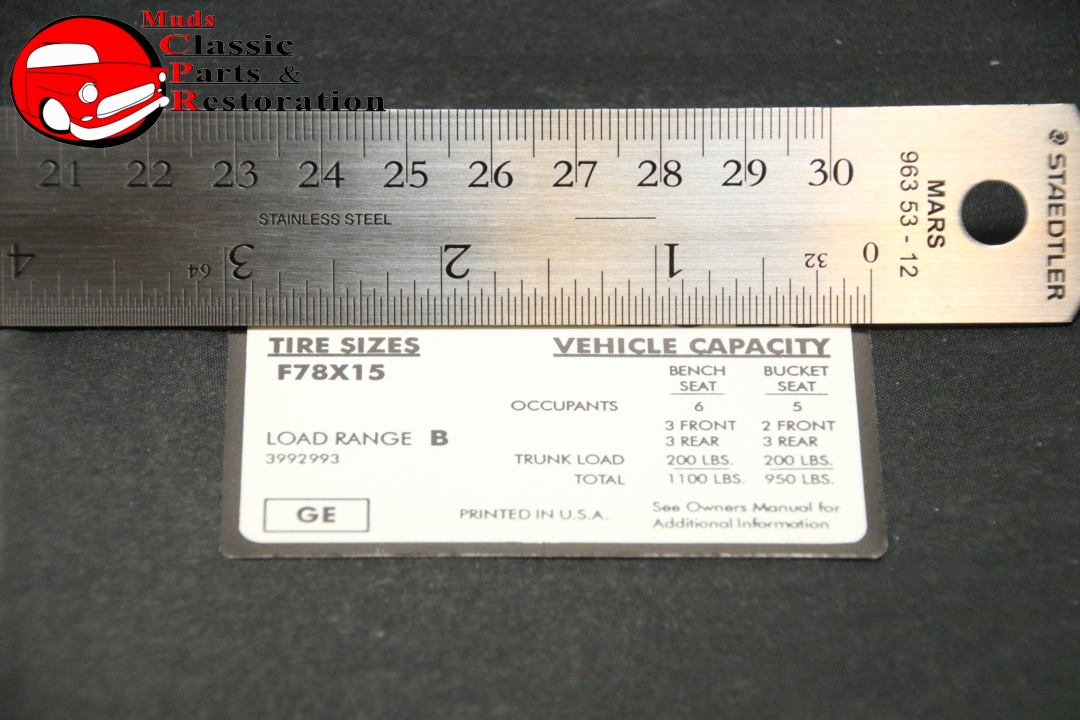 Muds
Classic
Parts &
Restoration
21 22 23 24 25 26 27 28 29 30
STAINLESS STEEL
MARS
963 53 - 12
STAEDTLER
4 64 3 2 1 32 0
TIRE SIZES VEHICLE CAPACITY
F78X15
BENCH BUCKET
SEAT SEAT
OCCUPANTS 6 5
3 FRONT 2 FRONT
LOAD RANGE B 3 REAR 3 REAR
3992993 TRUNK LOAD 200 LBS. 200 LBS.
TOTAL 1100 LBS. 950 LBS.
GE PRINTED IN U.S.A. See Owners Manual for
Additional Information